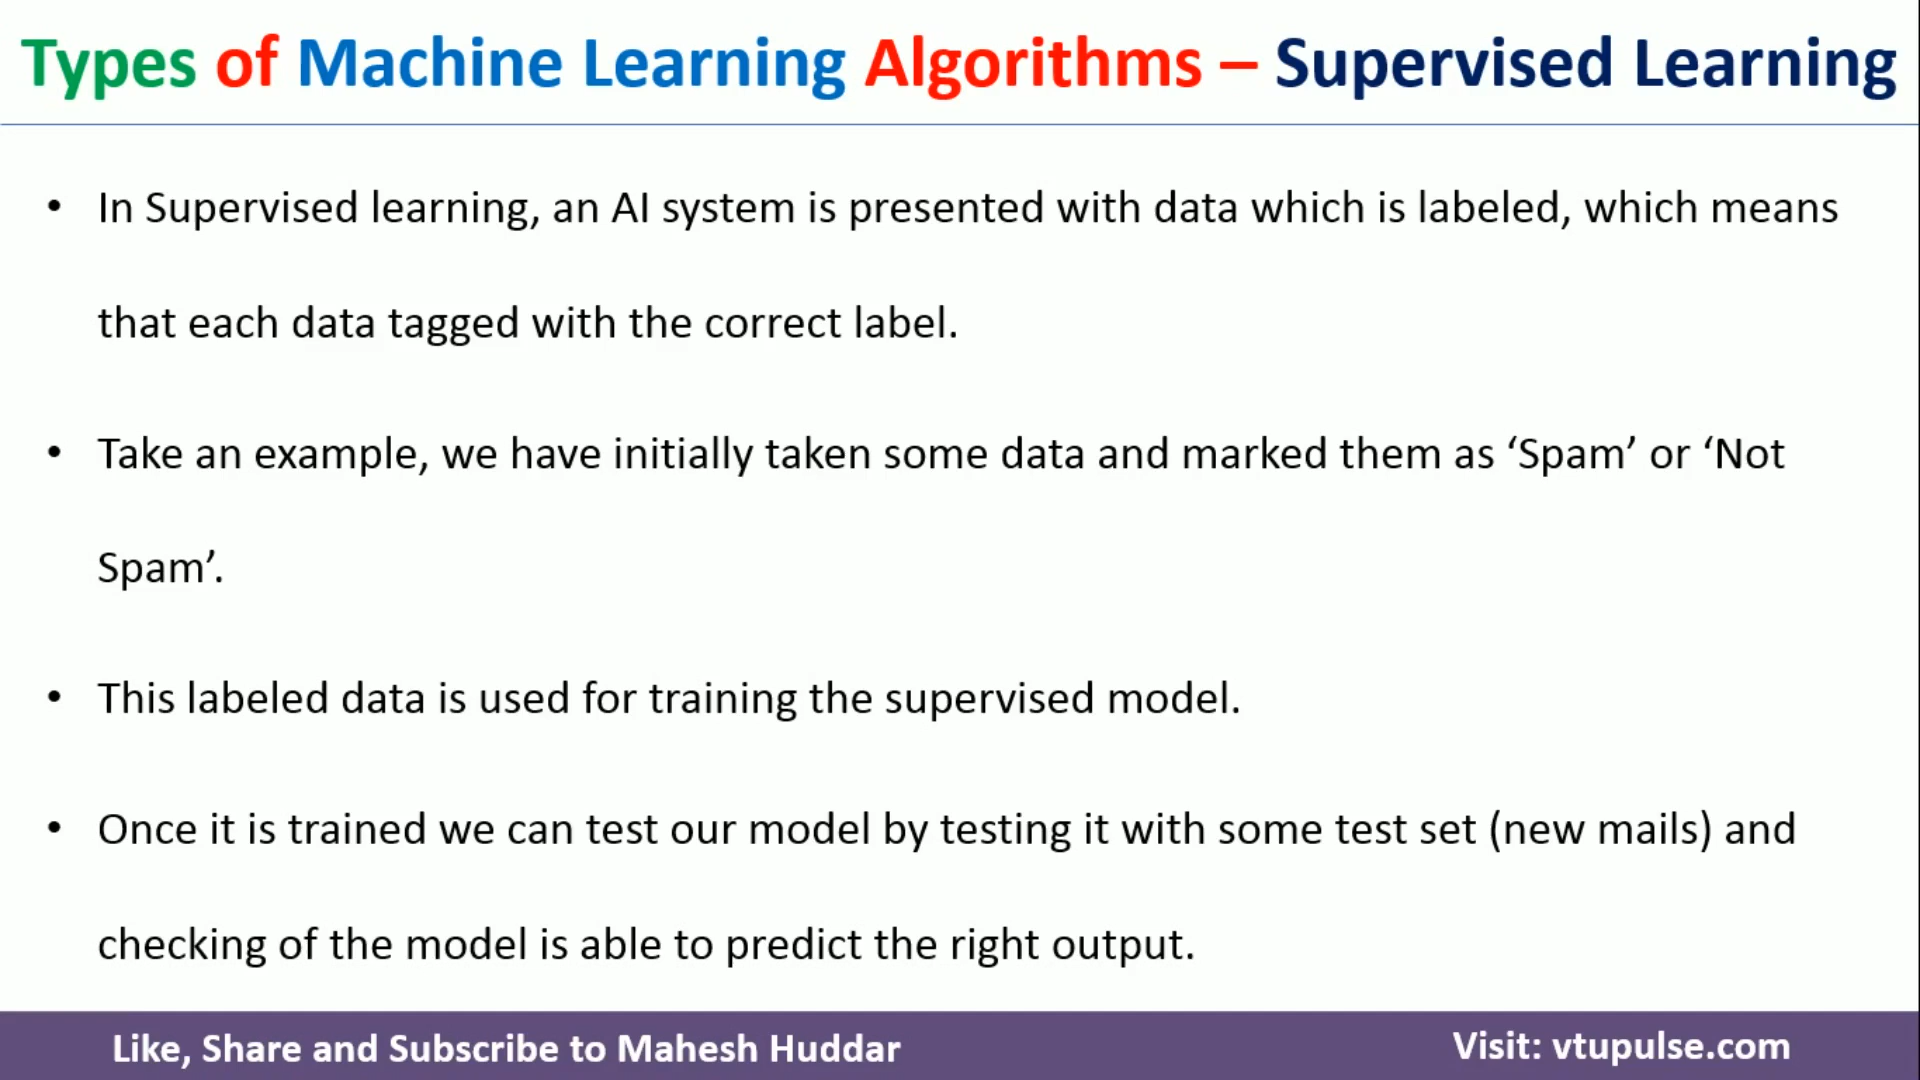 Types of Machine Learning Algorithms – Supervised Learning
• In Supervised learning, an AI system is presented with data which is labeled, which means
that each data tagged with the correct label.
• Take an example, we have initially taken some data and marked them as ‘Spam’ or ‘Not
Spam’.
• This labeled data is used for training the supervised model.
• Once it is trained we can test our model by testing it with some test set (new mails) and
checking of the model is able to predict the right output.
Like, Share and Subscribe to Mahesh Huddar
Visit: vtupulse.com